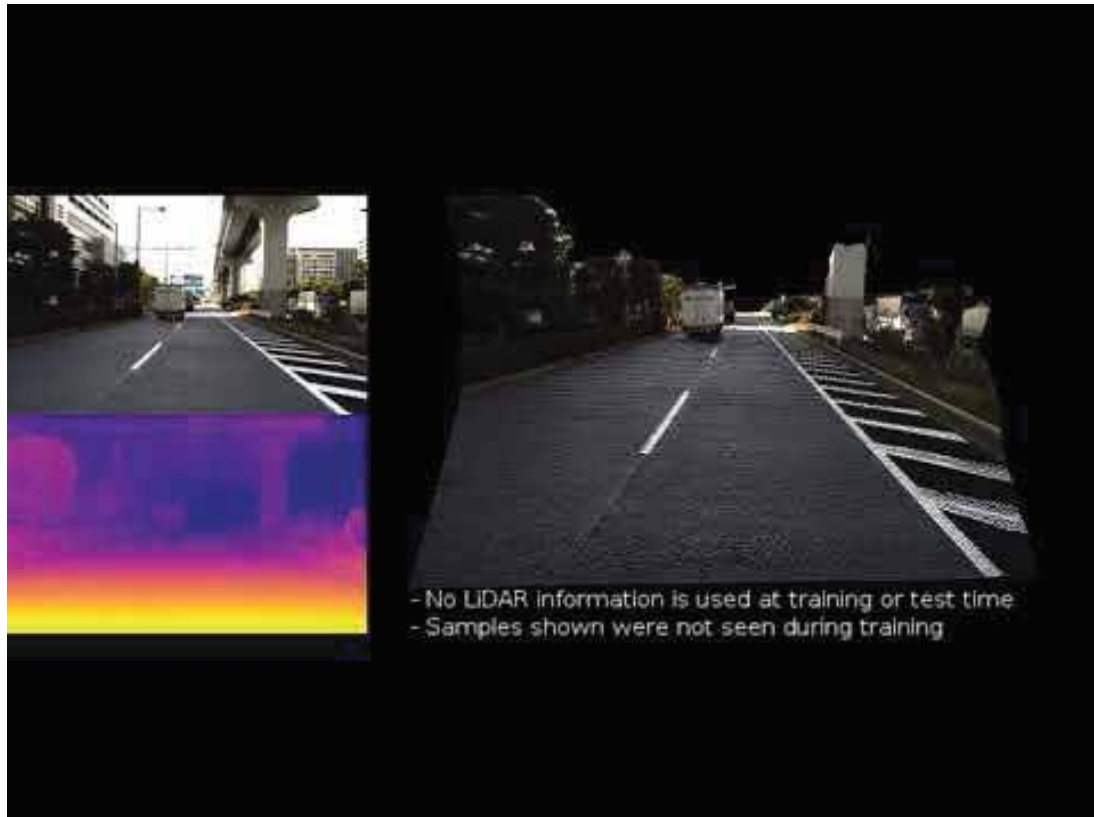 - No LiDAR information is used at training or test time
- Samples shown were not seen during training